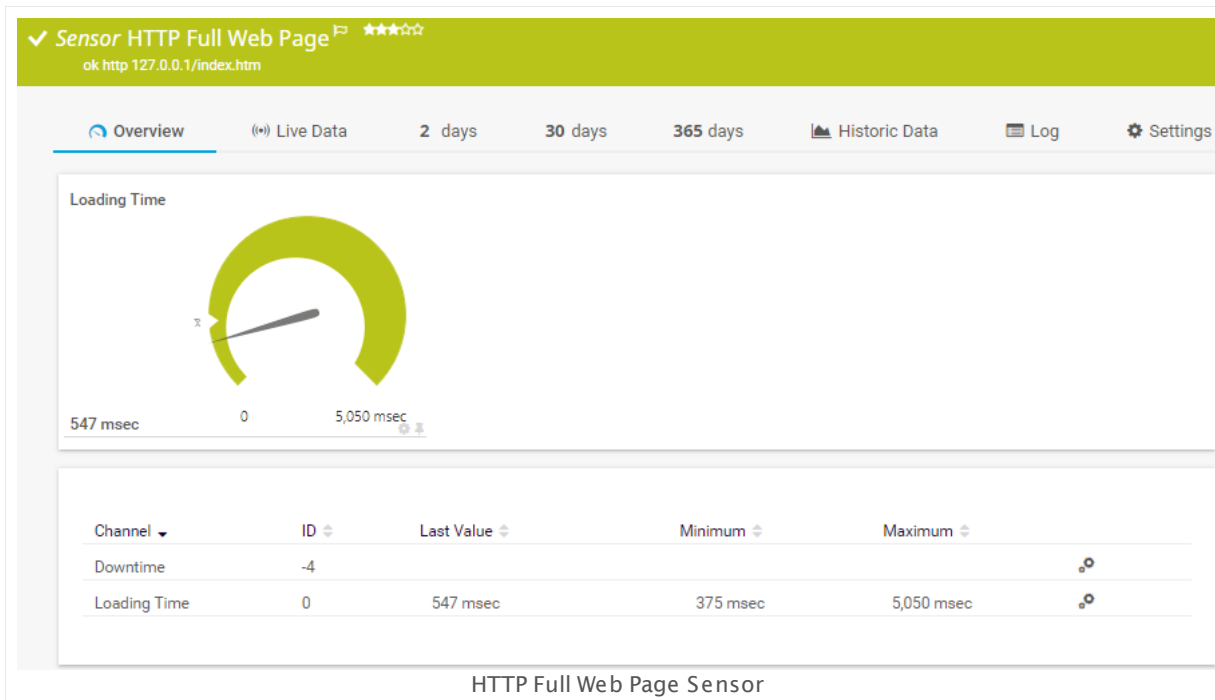 Sensor HTTP Full Web Page
ok http 127.0.0.1/index.htm
Overview Live Data 2 days 30 days 365 days Historic Data Log Settings
Loading Time
0 5,050 msec
547 msec
Channel ID Last Value Minimum Maximum
Downtime -4
Loading Time 0 547 msec 375 msec 5,050 msec
HTTP Full Web Page Sensor